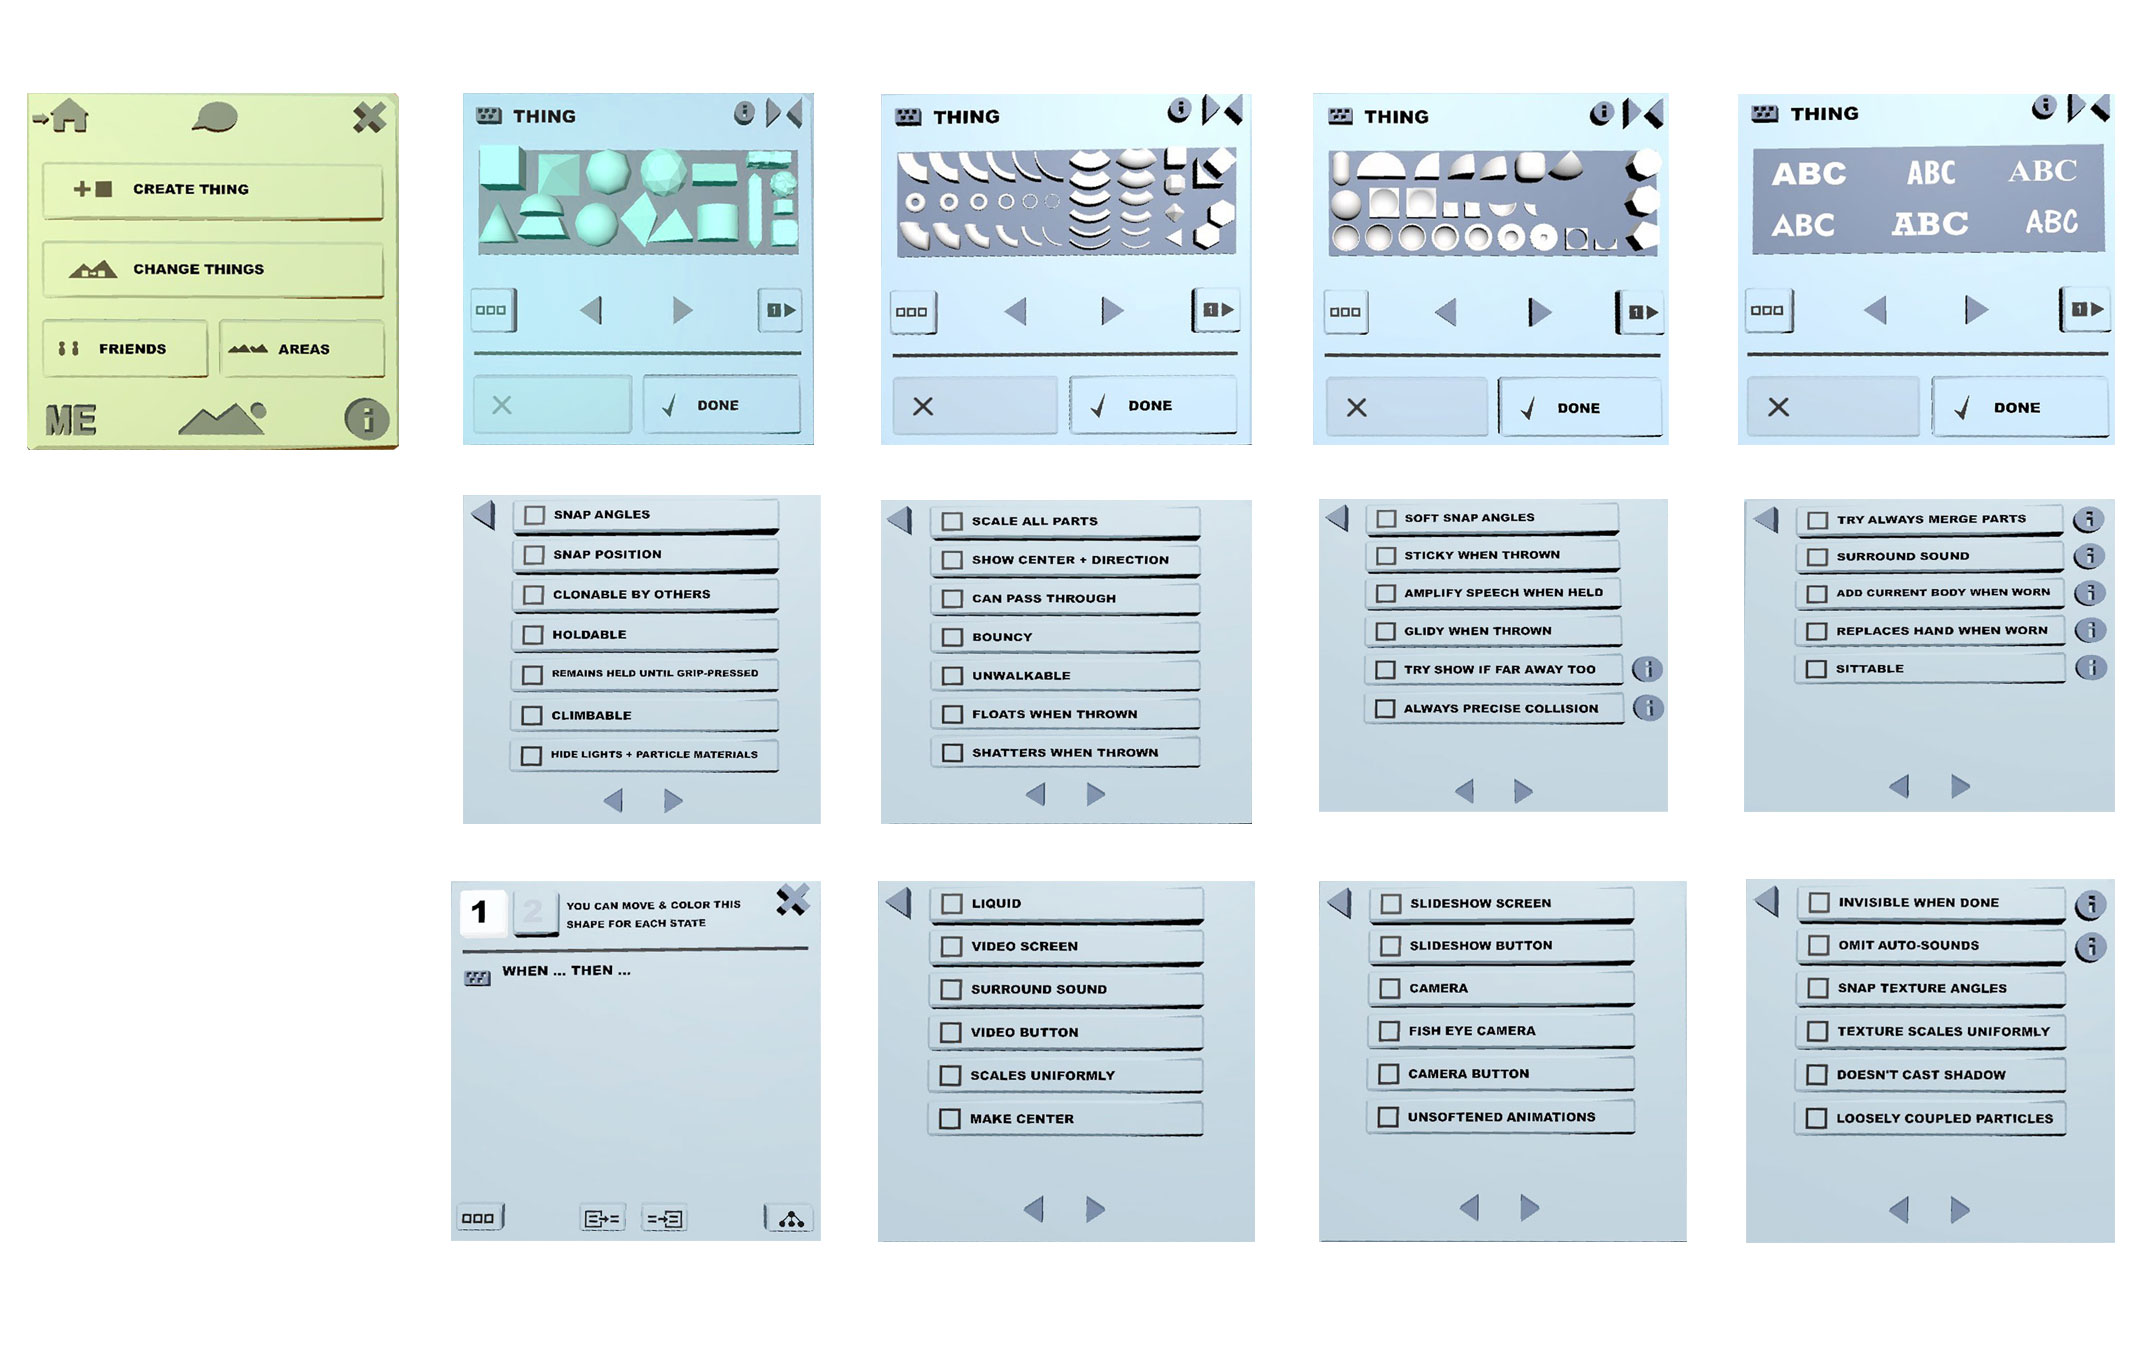 CREATE THING
CHANGE THINGS
FRIENDS
AREAS
ME
i
THING
i
1
DONE
THING
i
1
DONE
THING
i
1
DONE
THING
i
ABC ABC ABC
ABC ABC ABC
1
DONE
SNAP ANGLES
SNAP POSITION
CLONABLE BY OTHERS
HOLDABLE
REMAINS HELD UNTIL GRIP-PRESSED
CLIMBABLE
HIDE LIGHTS + PARTICLE MATERIALS
SCALE ALL PARTS
SHOW CENTER + DIRECTION
CAN PASS THROUGH
BOUNCY
UNWALKABLE
FLOATS WHEN THROWN
SHATTERS WHEN THROWN
SOFT SNAP ANGLES
STICKY WHEN THROWN
AMPLIFY SPEECH WHEN HELD
GLIDY WHEN THROWN
TRY SHOW IF FAR AWAY TOO i
ALWAYS PRECISE COLLISION i
TRY ALWAYS MERGE PARTS i
SURROUND SOUND i
ADD CURRENT BODY WHEN WORN i
REPLACES HAND WHEN WORN i
SITTABLE i
1 2
YOU CAN MOVE & COLOR THIS
SHAPE FOR EACH STATE
WHEN ... THEN ...
LIQUID
VIDEO SCREEN
SURROUND SOUND
VIDEO BUTTON
SCALES UNIFORMLY
MAKE CENTER
SLIDESHOW SCREEN
SLIDESHOW BUTTON
CAMERA
FISH EYE CAMERA
CAMERA BUTTON
UNSOFTENED ANIMATIONS
INVISIBLE WHEN DONE i
OMIT AUTO-SOUNDS i
SNAP TEXTURE ANGLES
TEXTURE SCALES UNIFORMLY
DOESN'T CAST SHADOW
LOOSELY COUPLED PARTICLES